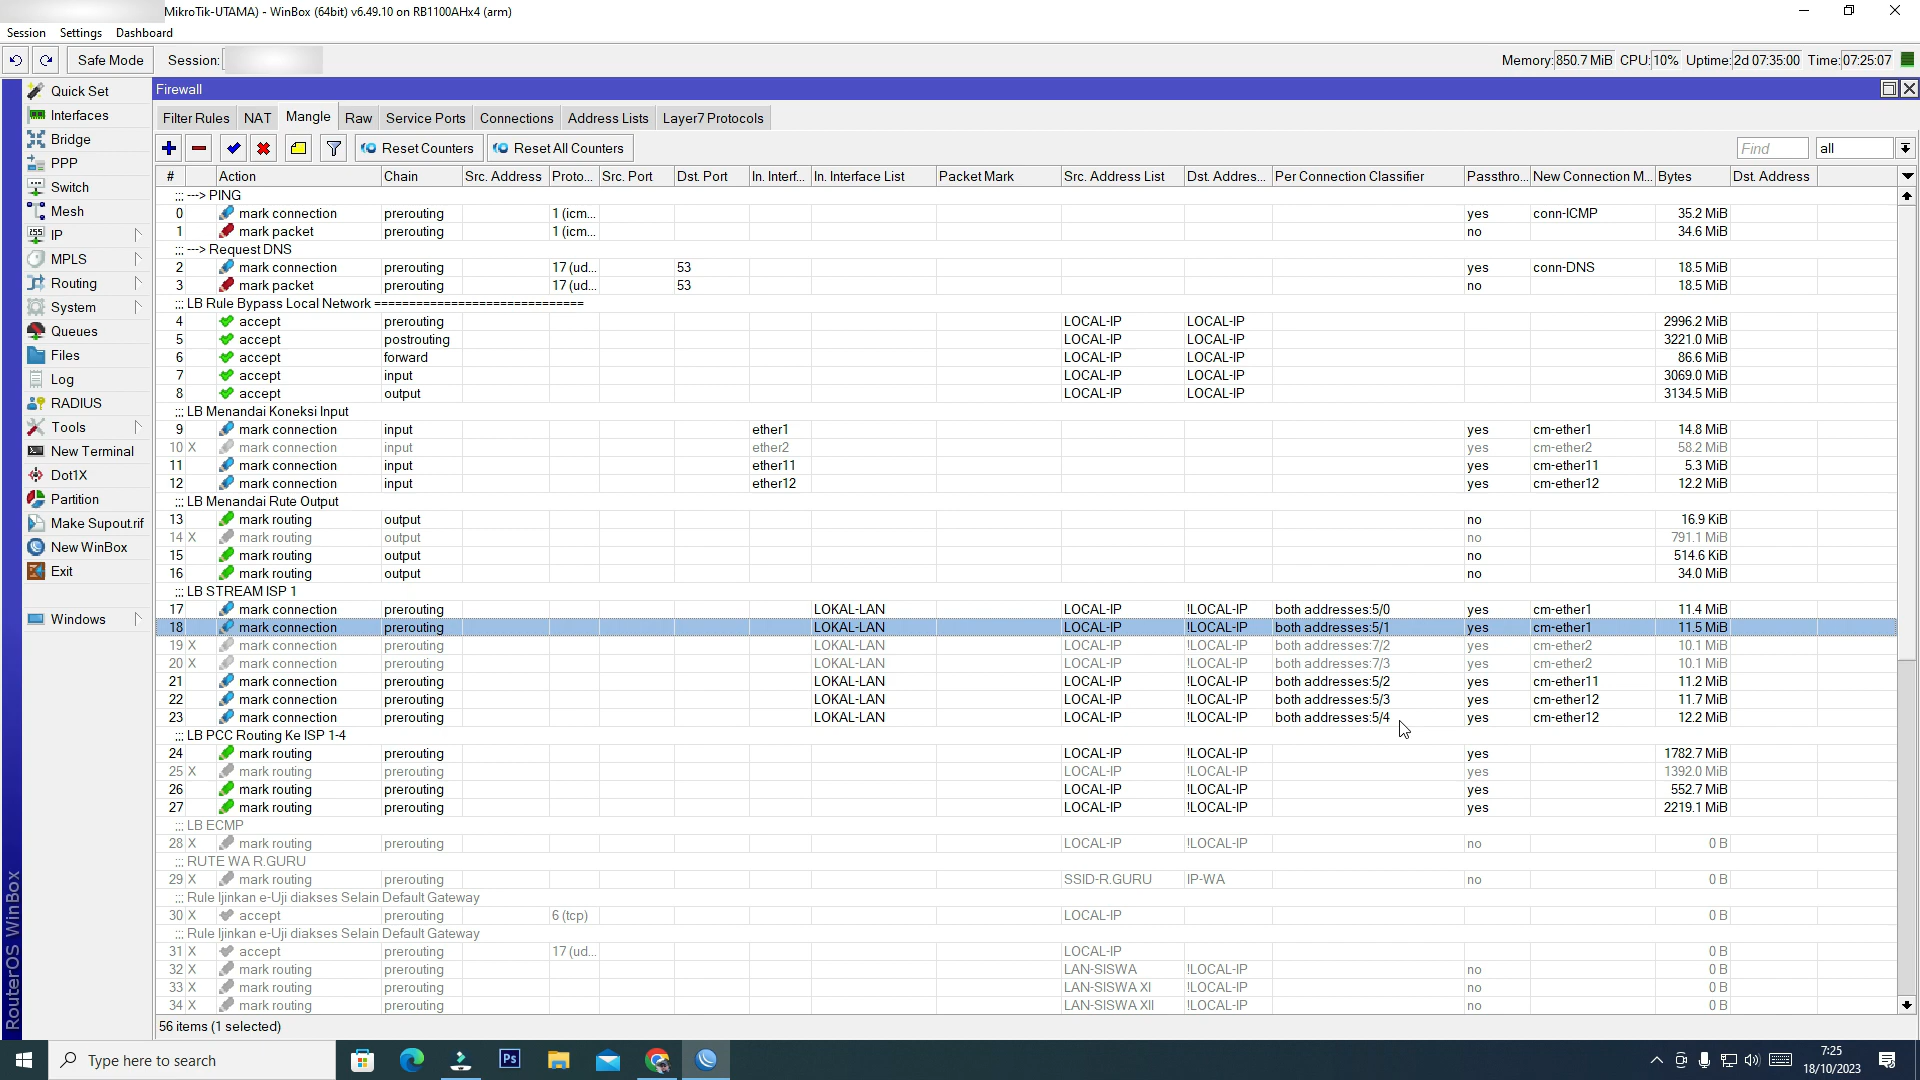 MikroTik-UTAMA) - WinBox (64bit) v6.49.10 on RB1100AHx4 (arm)
Session Settings Dashboard
Safe Mode Session: Memory: 850.7 MiB CPU: 10% Uptime: 2d 07:35:00 Time: 07:25:07
Quick Set
Interfaces
Bridge
PPP
Switch
Mesh
IP
MPLS
Routing
System
Queues
Files
Log
RADIUS
Tools
New Terminal
Dot1X
Partition
Make Supout.rif
New WinBox
Exit
Windows
RouterOS WinBox
Firewall
Filter Rules NAT Mangle Raw Service Ports Connections Address Lists Layer7 Protocols
Reset Counters Reset All Counters Find all
# Action Chain Src. Address Proto... Src. Port Dst. Port In. Interf... In. Interface List Packet Mark Src. Address List Dst. Addres... Per Connection Classifier Passthro... New Connection M... Bytes Dst. Address
;;; ---> PING
0 mark connection prerouting 1 (icm... yes conn-ICMP 35.2 MiB
1 mark packet prerouting 1 (icm... no 34.6 MiB
;;; ---> Request DNS
2 mark connection prerouting 17 (ud... 53 yes conn-DNS 18.5 MiB
3 mark packet prerouting 17 (ud... 53 no 18.5 MiB
;;; LB Rule Bypass Local Network ==============================
4 accept prerouting LOCAL-IP LOCAL-IP 2996.2 MiB
5 accept postrouting LOCAL-IP LOCAL-IP 3221.0 MiB
6 accept forward LOCAL-IP LOCAL-IP 86.6 MiB
7 accept input LOCAL-IP LOCAL-IP 3069.0 MiB
8 accept output LOCAL-IP LOCAL-IP 3134.5 MiB
;;; LB Menandai Koneksi Input
9 mark connection input ether1 yes cm-ether1 14.8 MiB
10 X mark connection input ether2 yes cm-ether2 58.2 MiB
11 mark connection input ether11 yes cm-ether11 5.3 MiB
12 mark connection input ether12 yes cm-ether12 12.2 MiB
;;; LB Menandai Rute Output
13 mark routing output no 16.9 KiB
14 X mark routing output no 791.1 MiB
15 mark routing output no 514.6 KiB
16 mark routing output no 34.0 MiB
;;; LB STREAM ISP 1
17 mark connection prerouting LOKAL-LAN LOCAL-IP !LOCAL-IP both addresses:5/0 yes cm-ether1 11.4 MiB
18 mark connection prerouting LOKAL-LAN LOCAL-IP !LOCAL-IP both addresses:5/1 yes cm-ether1 11.5 MiB
19 X mark connection prerouting LOKAL-LAN LOCAL-IP !LOCAL-IP both addresses:7/2 yes cm-ether2 10.1 MiB
20 X mark connection prerouting LOKAL-LAN LOCAL-IP !LOCAL-IP both addresses:7/3 yes cm-ether2 10.1 MiB
21 mark connection prerouting LOKAL-LAN LOCAL-IP !LOCAL-IP both addresses:5/2 yes cm-ether11 11.2 MiB
22 mark connection prerouting LOKAL-LAN LOCAL-IP !LOCAL-IP both addresses:5/3 yes cm-ether12 11.7 MiB
23 mark connection prerouting LOKAL-LAN LOCAL-IP !LOCAL-IP both addresses:5/4 yes cm-ether12 12.2 MiB
;;; LB PCC Routing Ke ISP 1-4
24 mark routing prerouting LOCAL-IP !LOCAL-IP yes 1782.7 MiB
25 X mark routing prerouting LOCAL-IP !LOCAL-IP yes 1392.0 MiB
26 mark routing prerouting LOCAL-IP !LOCAL-IP yes 552.7 MiB
27 mark routing prerouting LOCAL-IP !LOCAL-IP yes 2219.1 MiB
;;; LB ECMP
28 X mark routing prerouting LOCAL-IP !LOCAL-IP no 0 B
;;; RUTE WA R.GURU
29 X mark routing prerouting SSID-R.GURU IP-WA no 0 B
;;; Rule Ijinkan e-Uji diakses Selain Default Gateway
30 X accept prerouting 6 (tcp) LOCAL-IP 0 B
;;; Rule Ijinkan e-Uji diakses Selain Default Gateway
31 X accept prerouting 17 (ud... LOCAL-IP 0 B
32 X mark routing prerouting LAN-SISWA !LOCAL-IP no 0 B
33 X mark routing prerouting LAN-SISWA XI !LOCAL-IP no 0 B
34 X mark routing prerouting LAN-SISWA XII !LOCAL-IP no 0 B
56 items (1 selected)
Type here to search Ps 7:25
18/10/2023